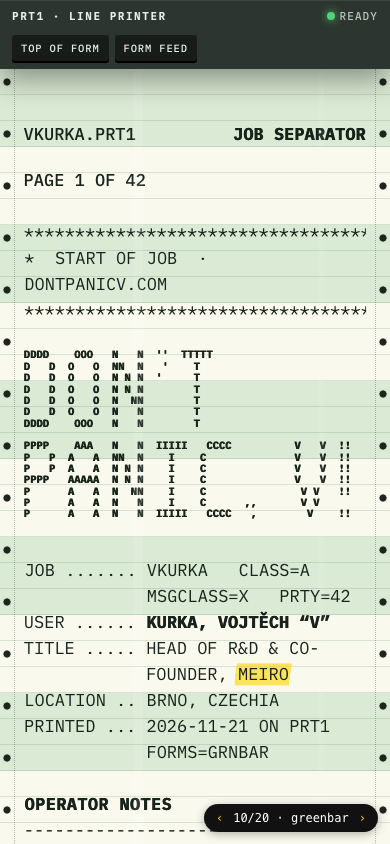 PRT1 · LINE PRINTER
READY
TOP OF FORM
FORM FEED
VKURKA.PRT1
JOB SEPARATOR
PAGE 1 OF 42
*********************************
* START OF JOB ·
DONTPANICV.COM
*********************************
DON'T
PANIC, V!!
JOB ....... VKURKA CLASS=A
MSGCLASS=X PRTY=42
USER ...... KURKA, VOJTĚCH “V”
TITLE ..... HEAD OF R&D & CO-
FOUNDER, MEIRO
LOCATION .. BRNO, CZECHIA
PRINTED ... 2026-11-21 ON PRT1
FORMS=GRNBAR
OPERATOR NOTES
------------------
‹ 10/20 · greenbar ›